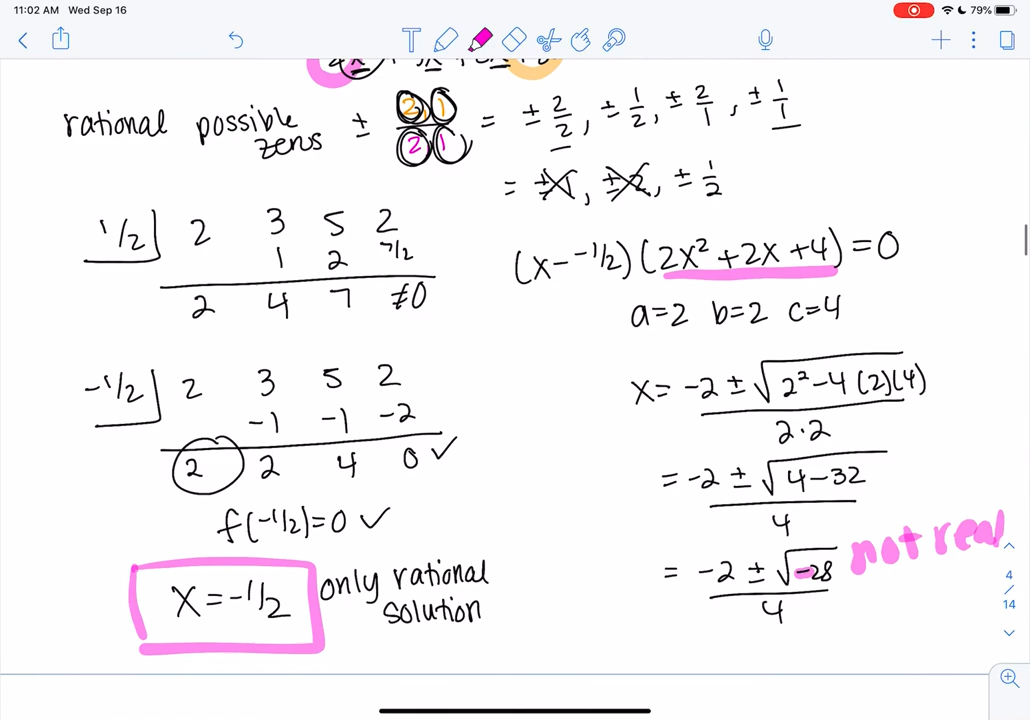 11:02 AM Wed Sep 16
79%
rational possible zeros ± 2, 1 / 2, 1 = ± 2/2, ± 1/2, ± 2/1, ± 1/1
= ±1, ±2, ± 1/2
1/2 2 3 5 2
1 2 7/2
2 4 7 ≠0
(x - -1/2)(2x² + 2x + 4) = 0
a=2 b=2 c=4
-1/2 2 3 5 2
-1 -1 -2
2 2 4 0 ✓
f(-1/2)=0 ✓
x = -1/2 only rational solution
x = -2 ± √2² - 4(2)(4) / 2·2
= -2 ± √4 - 32 / 4
= -2 ± √-28 / 4 not real
4
/
14